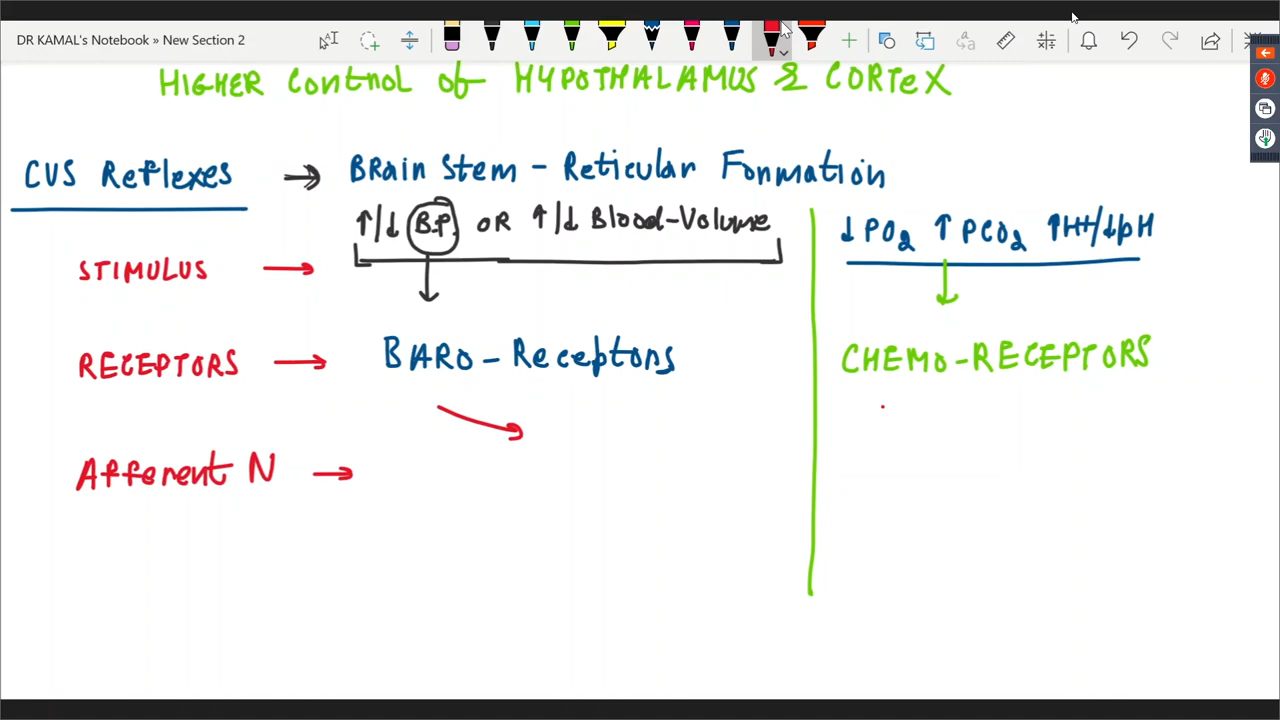 DR KAMAL's Notebook » New Section 2
HIGHER Control of HYPOTHALAMUS & CORTeX
CVS Reflexes → BRain Stem - Reticular Formation
↑/↓ B.P. OR ↑/↓ Blood-Volume
↓PO2 ↑PCO2 ↑H+/↓pH
STIMULUS →
RECEPTORS → BARO-Receptors
CHEMO-RECEPTORS
Afferent N →